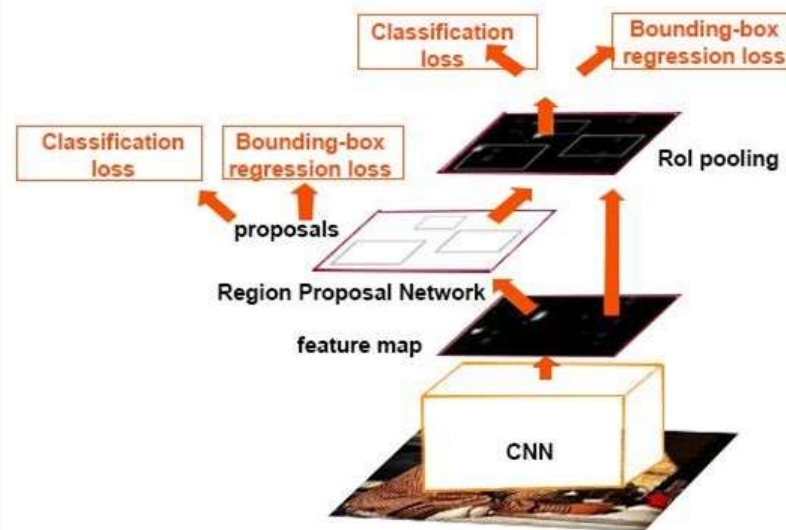 Classification
loss
Bounding-box
regression loss
Classification
loss
Bounding-box
regression loss
RoI pooling
proposals
Region Proposal Network
feature map
CNN